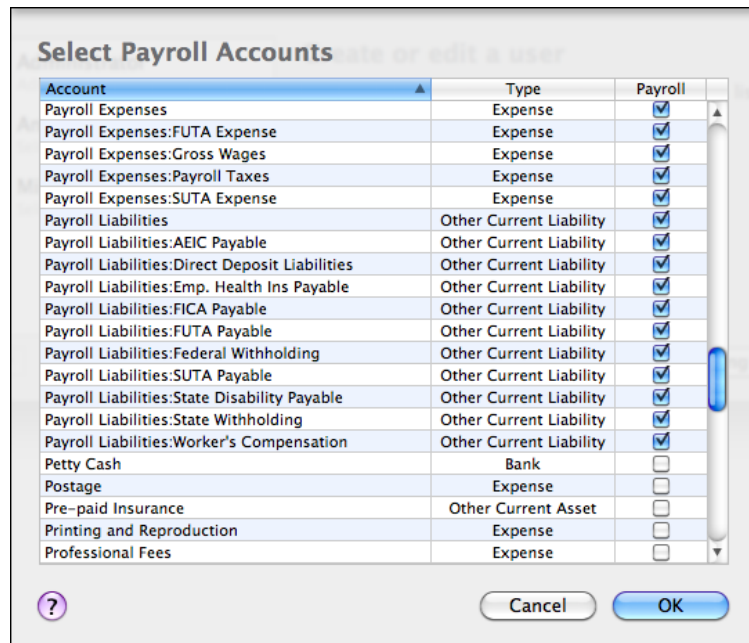 Select Payroll Accounts
create or edit a user
Account Type Payroll
Payroll Expenses Expense
Payroll Expenses:FUTA Expense Expense
Payroll Expenses:Gross Wages Expense
Payroll Expenses:Payroll Taxes Expense
Payroll Expenses:SUTA Expense Expense
Payroll Liabilities Other Current Liability
Payroll Liabilities:AEIC Payable Other Current Liability
Payroll Liabilities:Direct Deposit Liabilities Other Current Liability
Payroll Liabilities:Emp. Health Ins Payable Other Current Liability
Payroll Liabilities:FICA Payable Other Current Liability
Payroll Liabilities:FUTA Payable Other Current Liability
Payroll Liabilities:Federal Withholding Other Current Liability
Payroll Liabilities:SUTA Payable Other Current Liability
Payroll Liabilities:State Disability Payable Other Current Liability
Payroll Liabilities:State Withholding Other Current Liability
Payroll Liabilities:Worker's Compensation Other Current Liability
Petty Cash Bank
Postage Expense
Pre-paid Insurance Other Current Asset
Printing and Reproduction Expense
Professional Fees Expense
? Cancel OK